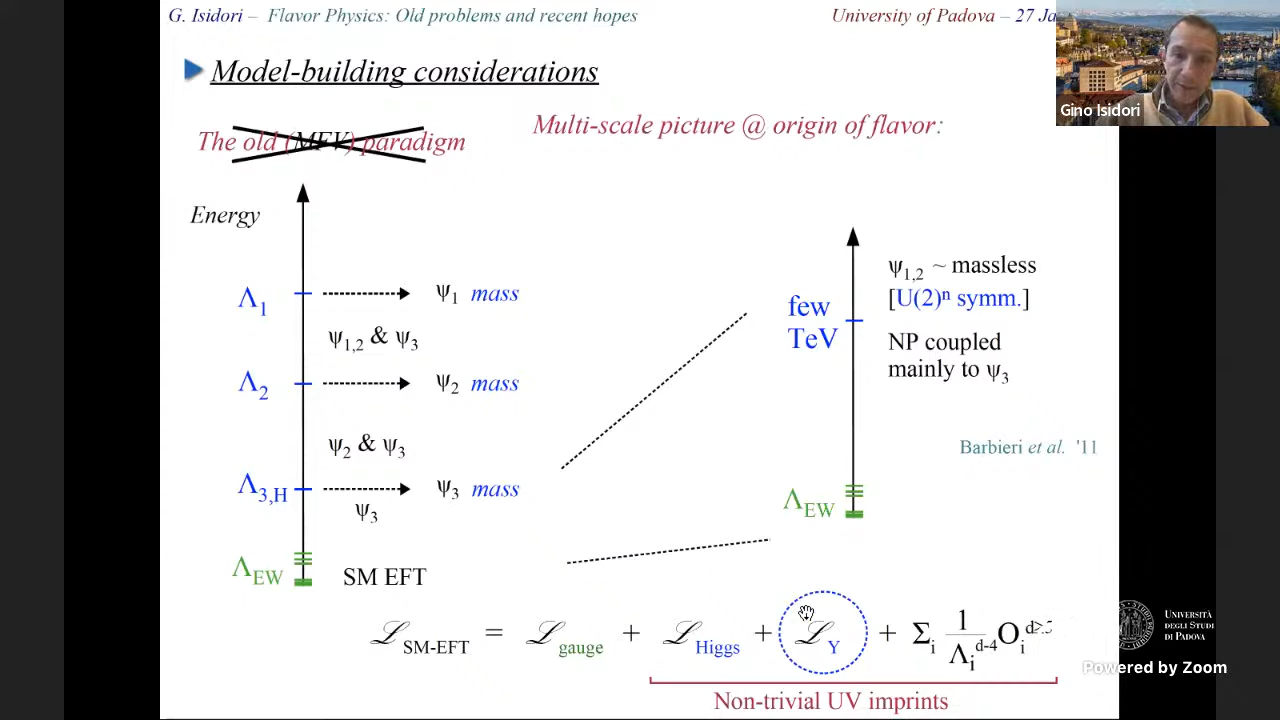 G. Isidori – Flavor Physics: Old problems and recent hopes
University of Padova – 27 Ja
Gino Isidori
Model-building considerations
The old (MFV) paradigm
Multi-scale picture @ origin of flavor:
Energy
Λ1 ψ1 mass
ψ1,2 & ψ3
Λ2 ψ2 mass
ψ2 & ψ3
Λ3,H ψ3 mass
ψ3
ΛEW
SM EFT
few
TeV
ψ1,2 ~ massless
[U(2)ⁿ symm.]
NP coupled
mainly to ψ3
Barbieri et al. '11
ΛEW
ℒSM-EFT = ℒgauge + ℒHiggs + ℒY + Σi 1/Λi^d-4 Oi^d≥5
Non-trivial UV imprints
UNIVERSITÀ
DEGLI STUDI
DI PADOVA
Powered by Zoom